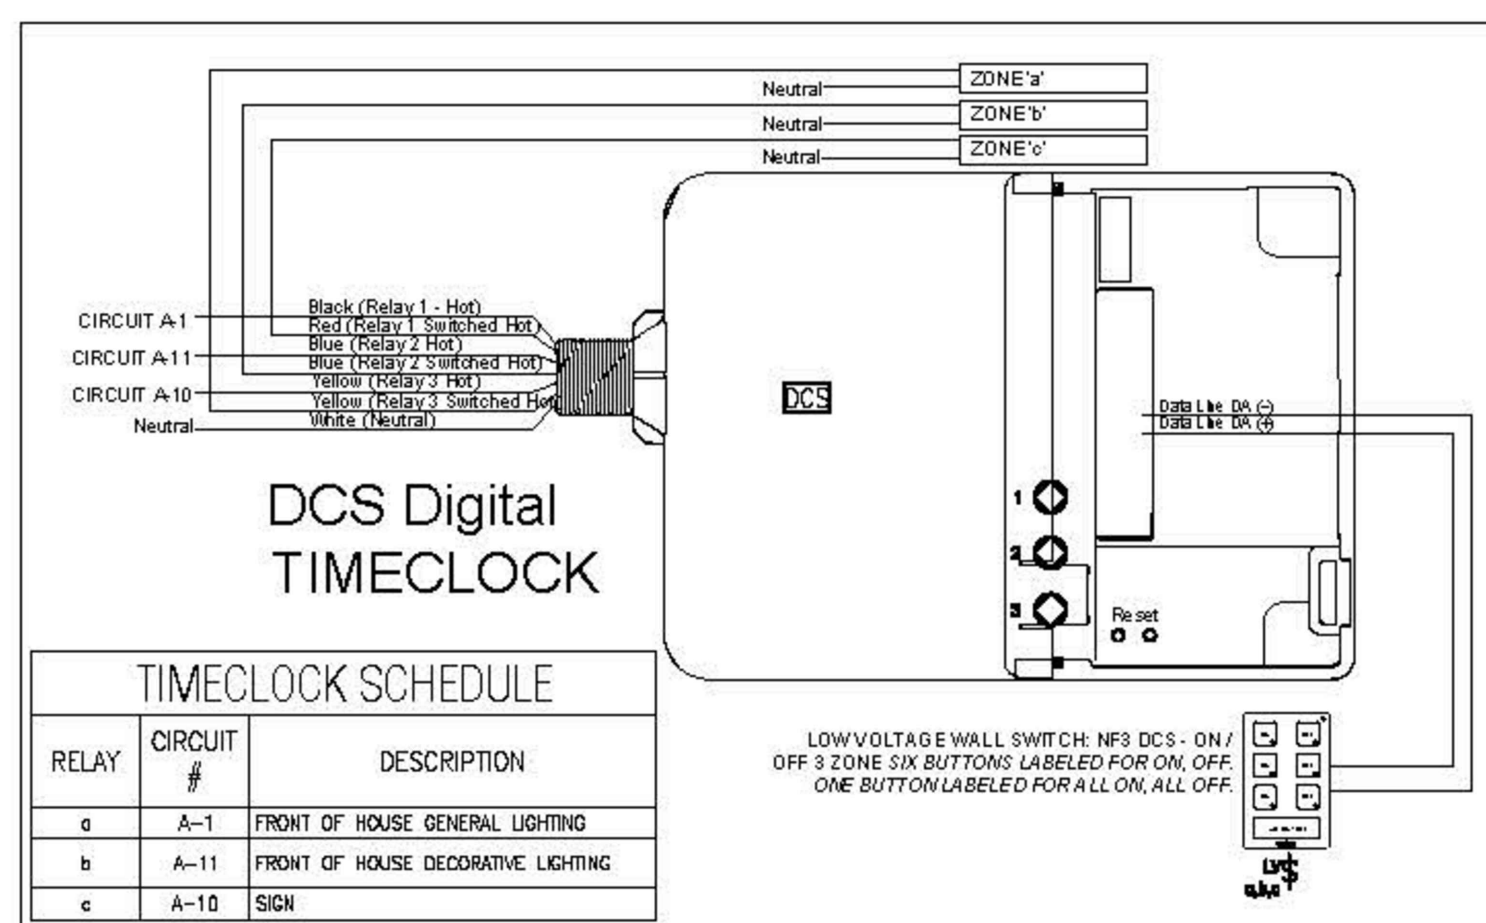 ZONE'a'
Neutral
ZONE'b'
Neutral
ZONE'c'
Neutral
CIRCUIT A-1
Black (Relay 1 - Hot)
Red (Relay 1 Switched Hot)
CIRCUIT A-11
Blue (Relay 2 Hot)
Blue (Relay 2 Switched Hot)
CIRCUIT A-10
Yellow (Relay 3 Hot)
Yellow (Relay 3 Switched Hot
Neutral
White (Neutral)
DCS
Data Line DA (-)
Data Line DA (+)
DCS Digital
TIMECLOCK
1
2
3
Reset
TIMECLOCK SCHEDULE
RELAY CIRCUIT # DESCRIPTION
a A-1 FRONT OF HOUSE GENERAL LIGHTING
b A-11 FRONT OF HOUSE DECORATIVE LIGHTING
c A-10 SIGN
LOW VOLTAGE WALL SWITCH: NF3 DCS - ON /
OFF 3 ZONE SIX BUTTONS LABELED FOR ON, OFF.
ONE BUTTON LABELED FOR ALL ON, ALL OFF.
LV$
a,b,c